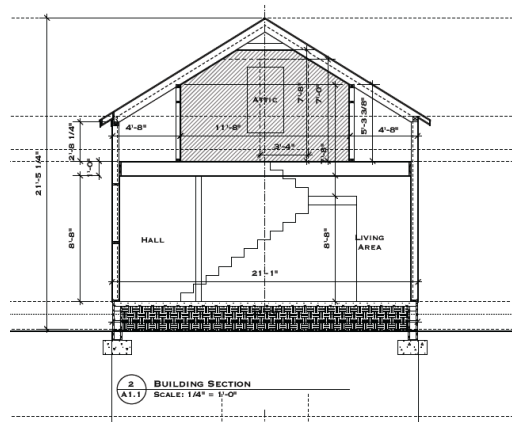 ATTIC
7'-8"
7'-0"
5'-3 3/8"
4'-8"
11'-8"
4'-8"
2'-8 1/4"
3'-4"
7'-8"
1'-0"
21'-5 1/4"
8'-8"
HALL
8'-8"
LIVING
AREA
21'-1"
2
A1.1
BUILDING SECTION
SCALE: 1/4" = 1'-0"